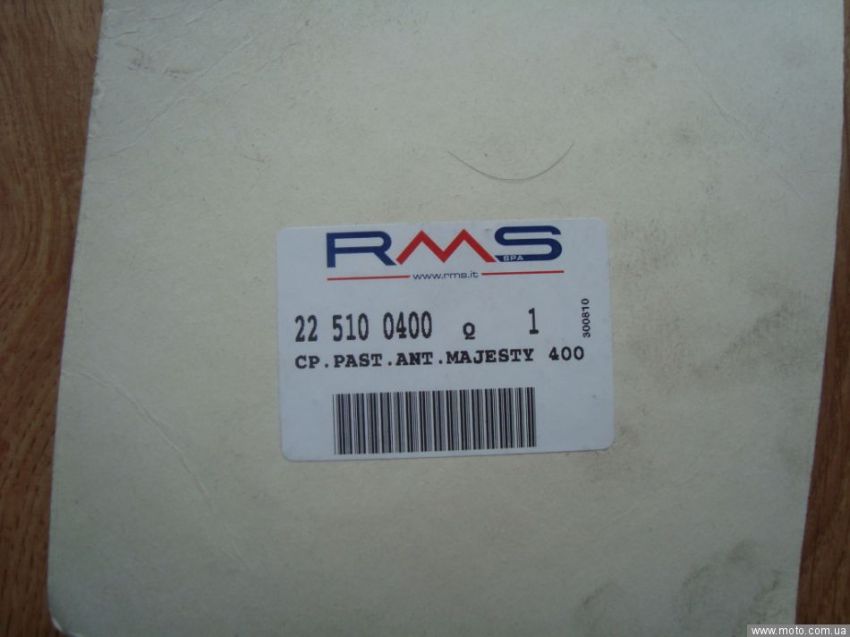 RMS
SPA
www.rms.it
22 510 0400 Q 1
300810
CP.PAST.ANT.MAJESTY 400
www.moto.com.ua